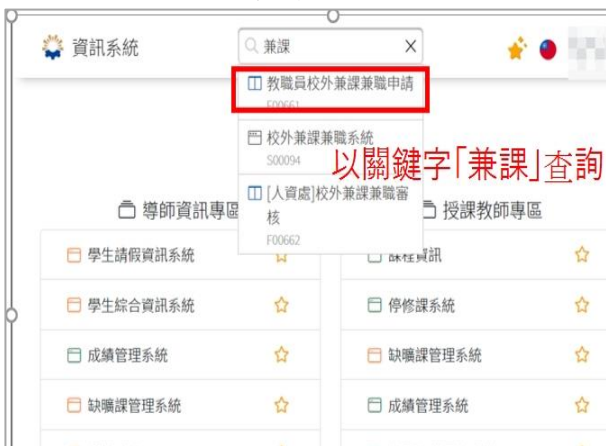 資訊系統
兼課
教職員校外兼課兼職申請
F00661
校外兼課兼職系統
S00094
以關鍵字「兼課」查詢
[人資處]校外兼課兼職審
核
F00662
導師資訊專區
授課教師專區
學生請假資訊系統
課程資訊
學生綜合資訊系統
停修課系統
成績管理系統
缺曠課管理系統
缺曠課管理系統
成績管理系統